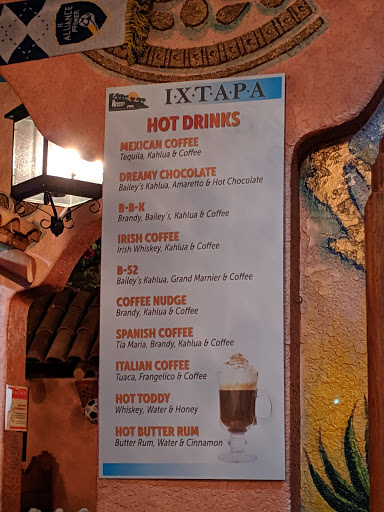 ALLIANCE
I·X·T·A·P·A
HOT DRINKS
MEXICAN COFFEE
Tequila, Kahlua & Coffee
DREAMY CHOCOLATE
Bailey's Kahlua, Amaretto & Hot Chocolate
B-B-K
Brandy, Bailey's, Kahlua & Coffee
IRISH COFFEE
Irish Whiskey, Kahlua & Coffee
B-52
Bailey's Kahlua, Grand Marnier & Coffee
COFFEE NUDGE
Brandy, Kahlua & Coffee
SPANISH COFFEE
Tia Maria, Brandy, Kahlua & Coffee
ITALIAN COFFEE
Tuaca, Frangelico & Coffee
HOT TODDY
Whiskey, Water & Honey
HOT BUTTER RUM
Butter Rum, Water & Cinnamon